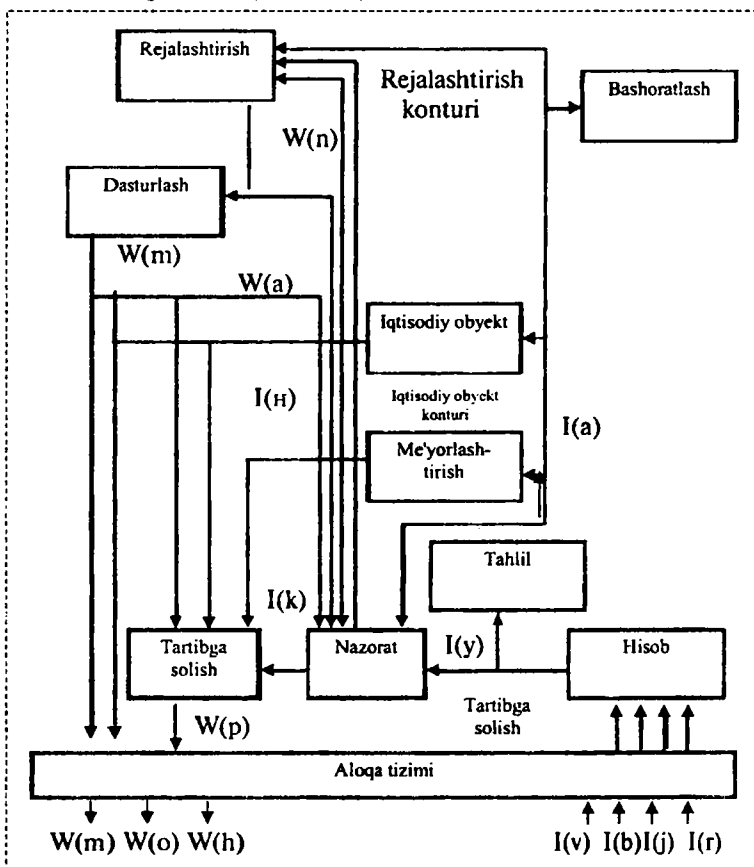 Rejalashtirish
Rejalashtirish
konturi
Bashoratlash
W(n)
Dasturlash
W(m)
W(a)
Iqtisodiy obyekt
I(н)
Iqtisodiy obyekt
konturi
I(a)
Me'yorlash-
tirish
Tahlil
I(k)
Tartibga
solish
Nazorat
I(y)
Hisob
Tartibga
solish
W(p)
Aloqa tizimi
W(m) W(o) W(h) I(v) I(b) I(j) I(r)